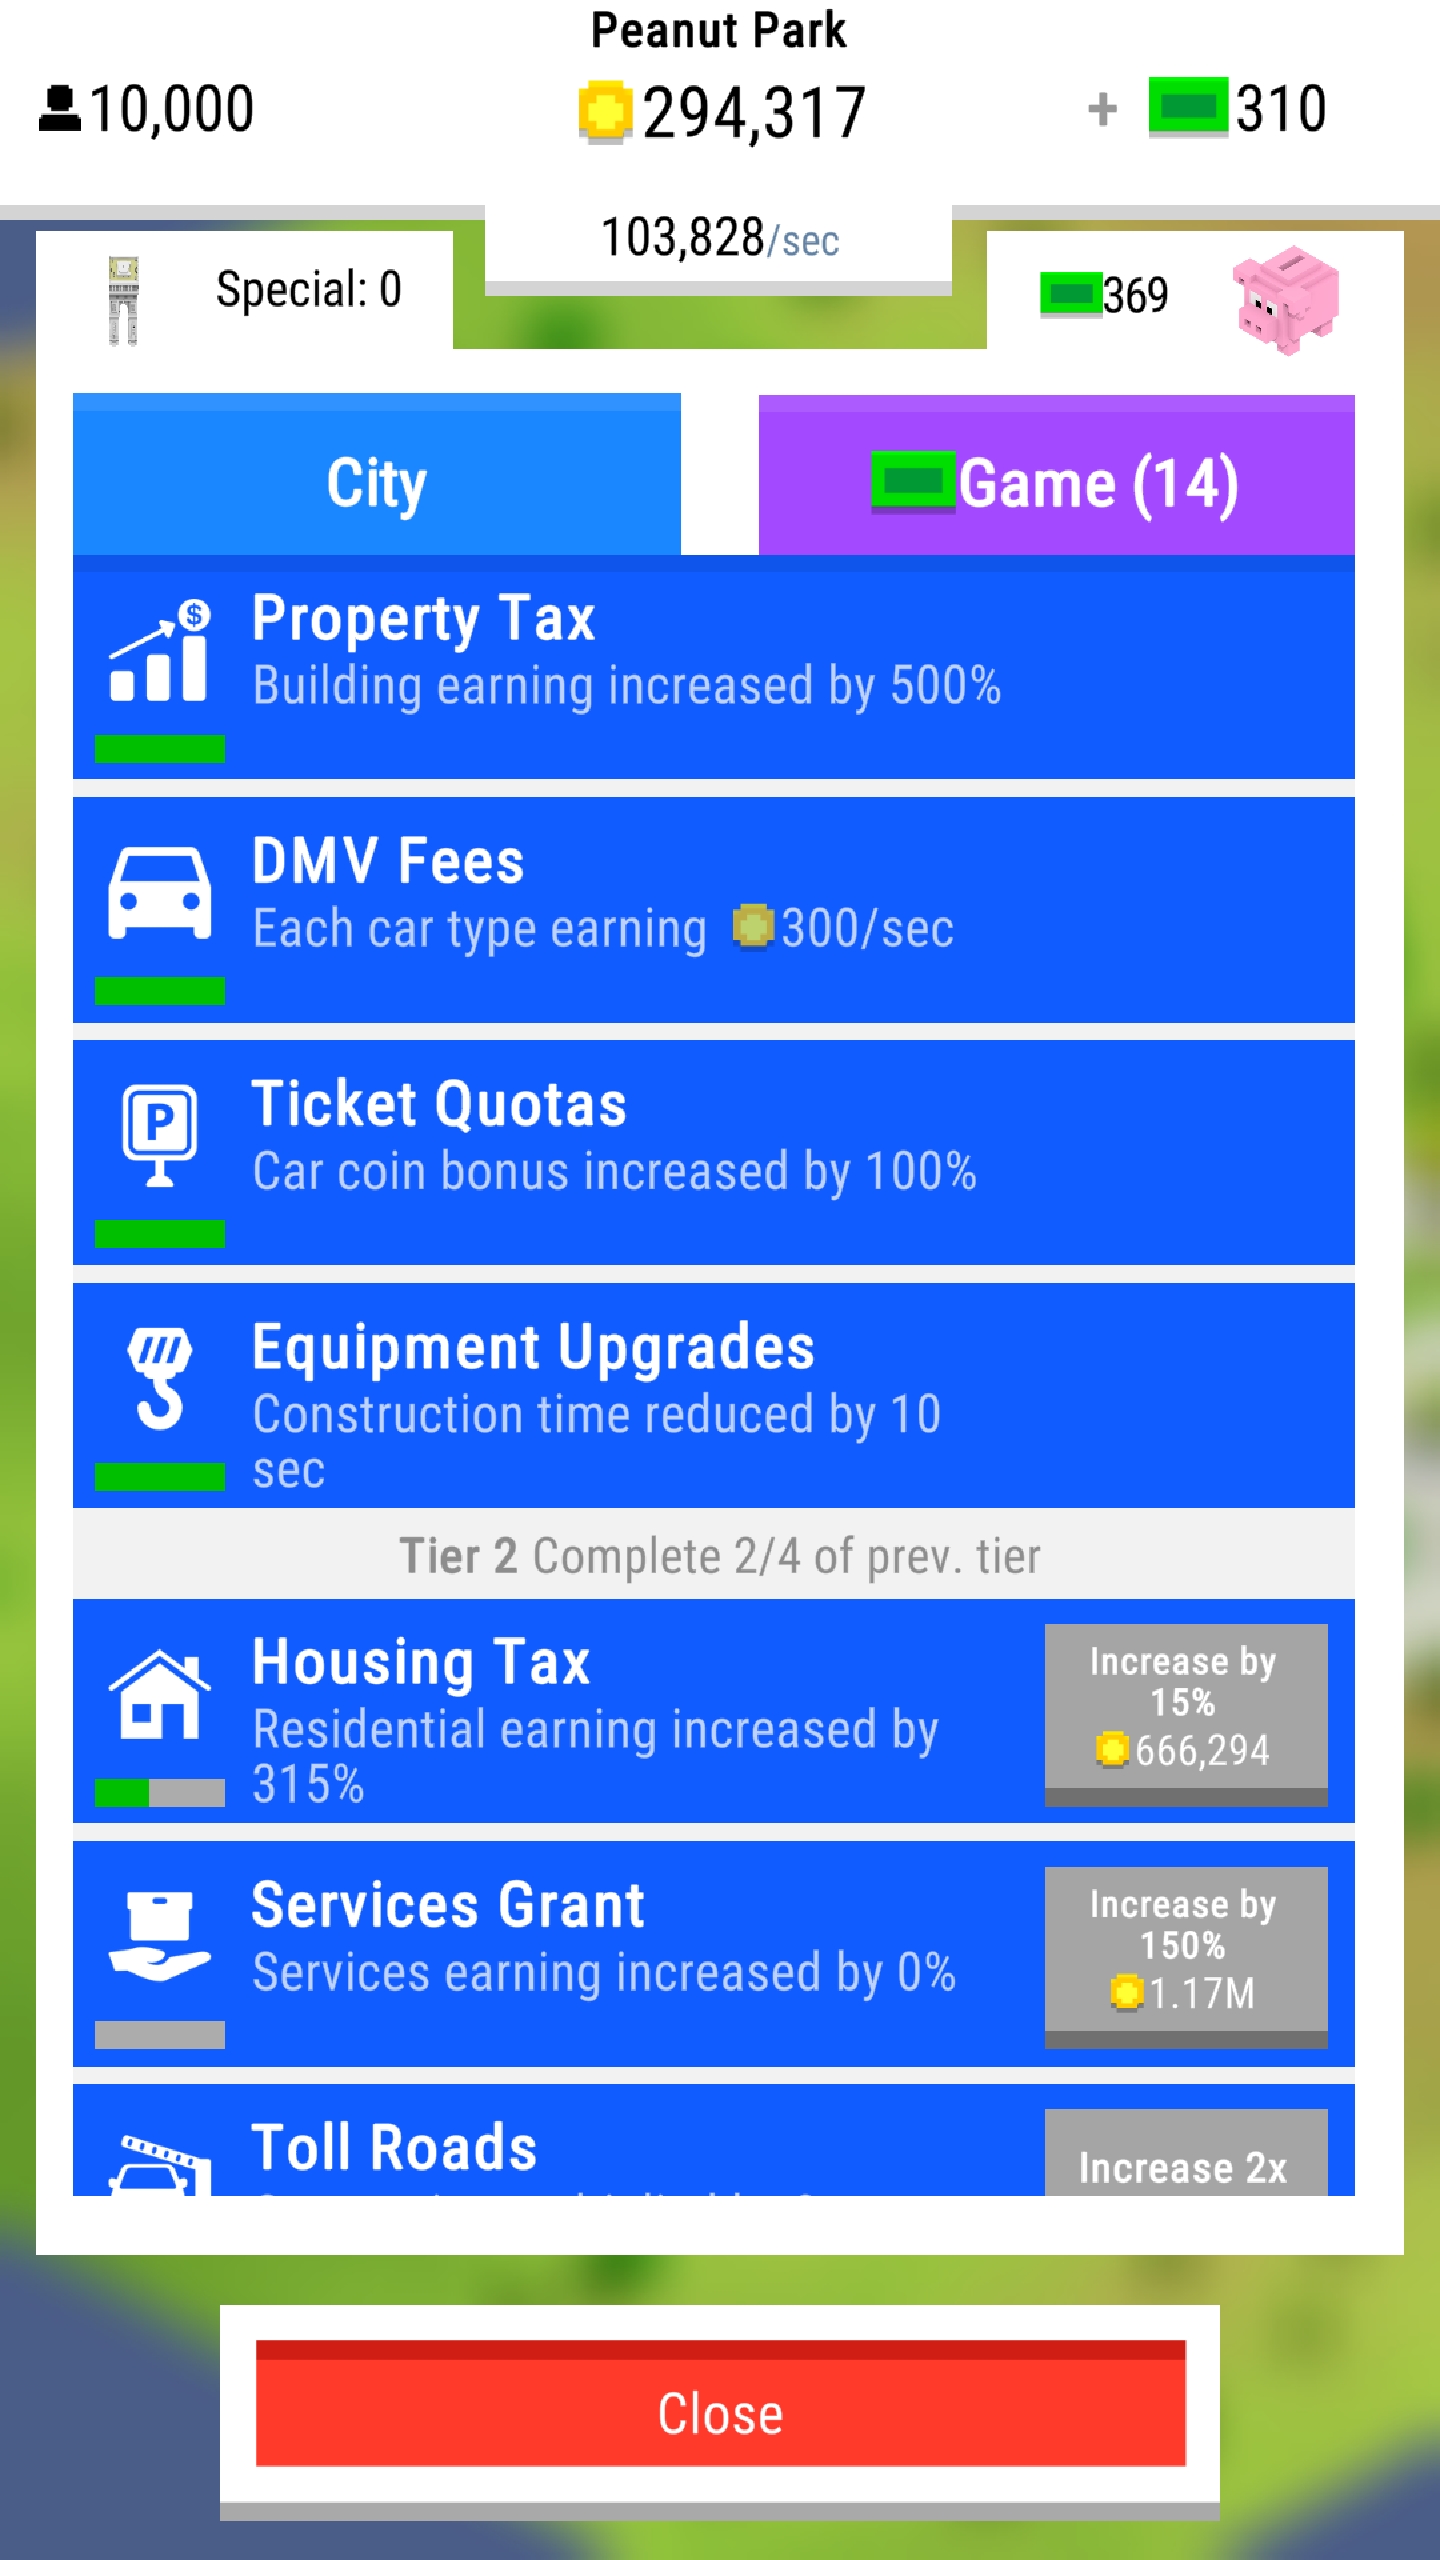 Peanut Park
10,000
294,317
+ 310
103,828/sec
Special: 0
369
City
Game (14)
Property Tax
Building earning increased by 500%
DMV Fees
Each car type earning 300/sec
P
Ticket Quotas
Car coin bonus increased by 100%
Equipment Upgrades
Construction time reduced by 10
sec
Tier 2 Complete 2/4 of prev. tier
Housing Tax
Residential earning increased by
315%
Increase by
15%
666,294
Services Grant
Services earning increased by 0%
Increase by
150%
1.17M
Toll Roads
Increase 2x
Close